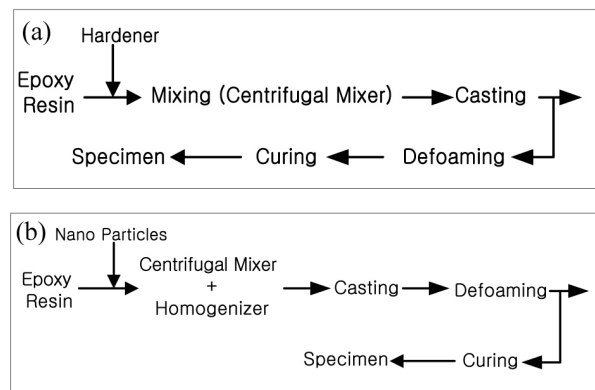 (a)
Hardener
Epoxy
Resin
Mixing (Centrifugal Mixer)
Casting
Defoaming
Curing
Specimen
(b)
Nano Particles
Epoxy
Resin
Centrifugal Mixer
+
Homogenizer
Casting
Defoaming
Curing
Specimen